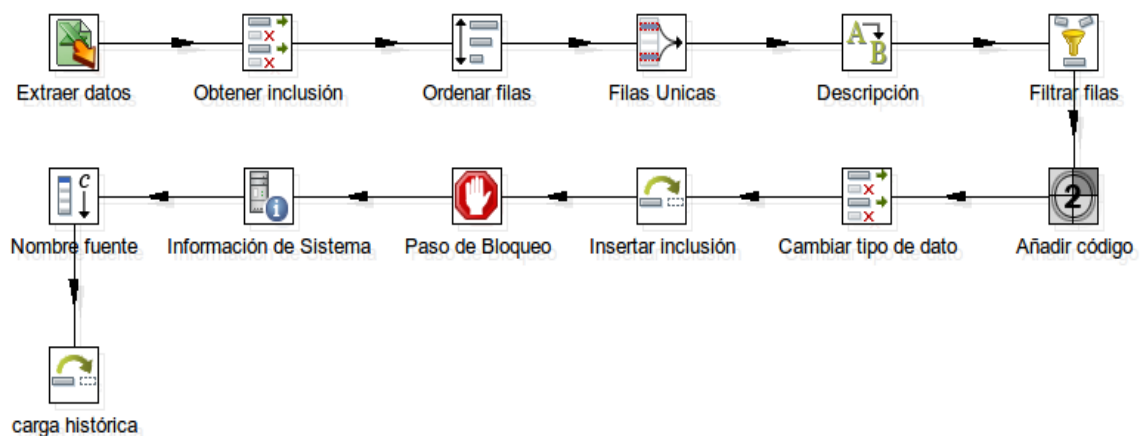 Extraer datos
Obtener inclusión
Ordenar filas
Filas Unicas
Descripción
Filtrar filas
Nombre fuente
Información de Sistema
Paso de Bloqueo
Insertar inclusión
Cambiar tipo de dato
Añadir código
carga histórica